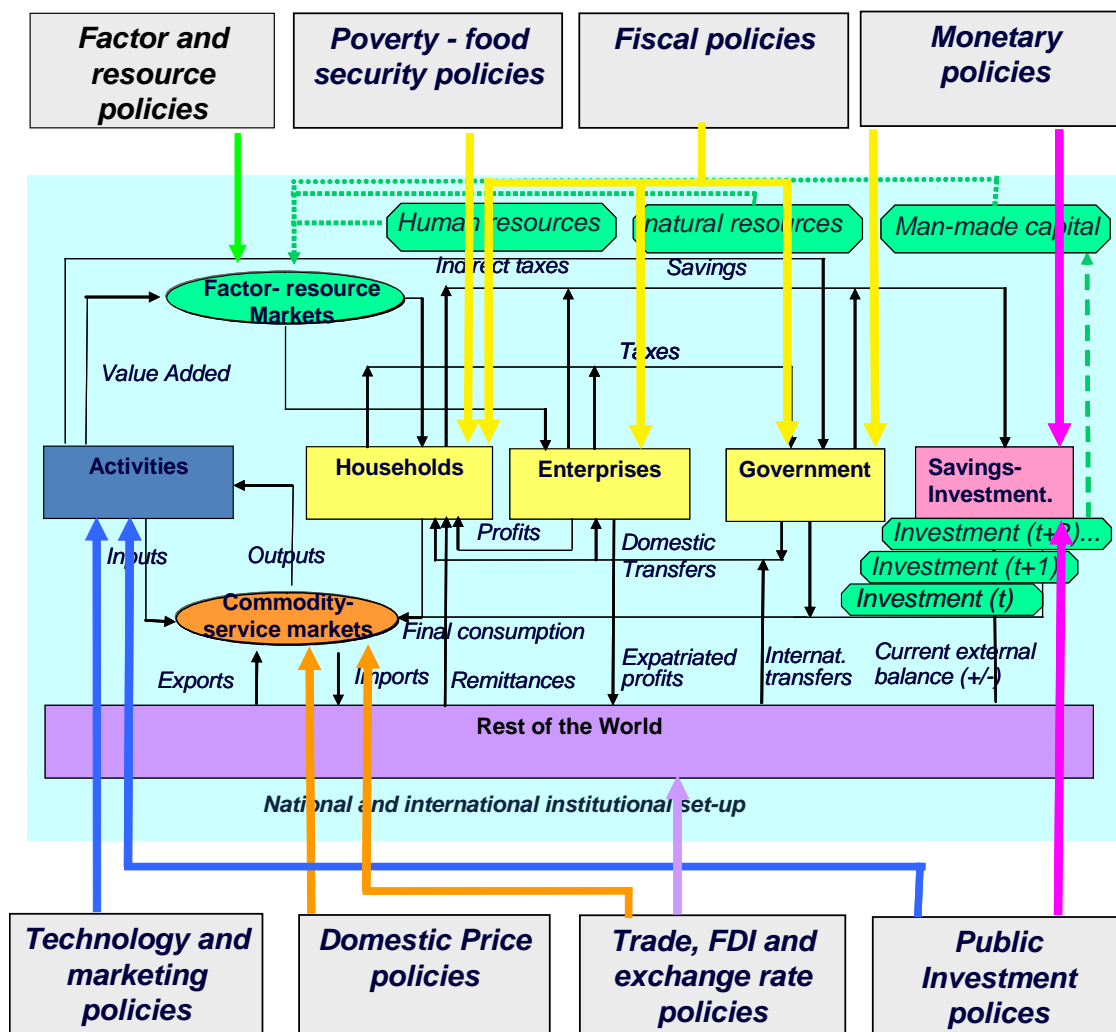 Factor and
resource
policies
Poverty - food
security policies
Fiscal policies
Monetary
policies
Human resources
natural resources
Man-made capital
Indirect taxes
Savings
Factor- resource
Markets
Taxes
Value Added
Activities
Households
Enterprises
Government
Savings-
Investment.
Inputs
Outputs
Profits
Domestic
Transfers
Investment (t+2)...
Investment (t+1)
Investment (t)
Commodity-
service markets
Final consumption
Exports
Imports
Remittances
Expatriated
profits
Internat.
transfers
Current external
balance (+/-)
Rest of the World
National and international institutional set-up
Technology and
marketing
policies
Domestic Price
policies
Trade, FDI and
exchange rate
policies
Public
Investment
polices